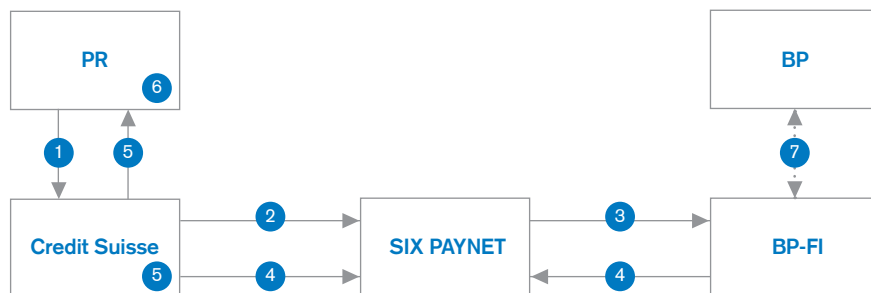 PR
BP
6
1
5
7
2
3
Credit Suisse
SIX PAYNET
BP-FI
5
4
4